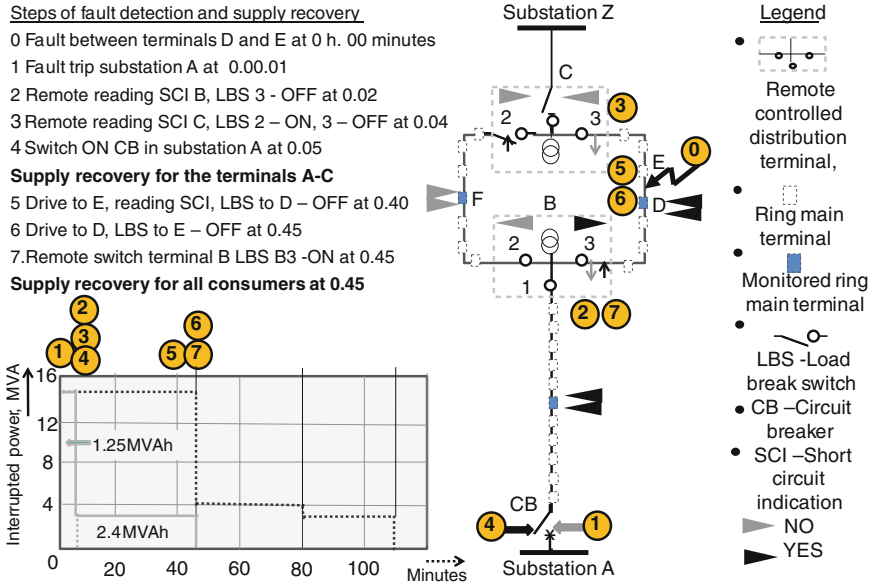 Steps of fault detection and supply recovery
0 Fault between terminals D and E at 0 h. 00 minutes
1 Fault trip substation A at 0.00.01
2 Remote reading SCI B, LBS 3 - OFF at 0.02
3 Remote reading SCI C, LBS 2 – ON, 3 – OFF at 0.04
4 Switch ON CB in substation A at 0.05
Supply recovery for the terminals A-C
5 Drive to E, reading SCI, LBS to D – OFF at 0.40
6 Drive to D, LBS to E – OFF at 0.45
7.Remote switch terminal B LBS B3 -ON at 0.45
Supply recovery for all consumers at 0.45
2
1
3
4
6
5
7
Interrupted power, MVA
16
12
8
4
0
1.25MVAh
2.4MVAh
20
40
60
80
100
Minutes
Substation Z
C
3
2
3
0
5
E
6
D
F
B
2
3
1
2
7
CB
4
1
Substation A
Legend
Remote
controlled
distribution
terminal,
Ring main
terminal
Monitored ring
main terminal
LBS -Load
break switch
CB –Circuit
breaker
SCI –Short
circuit
indication
NO
YES